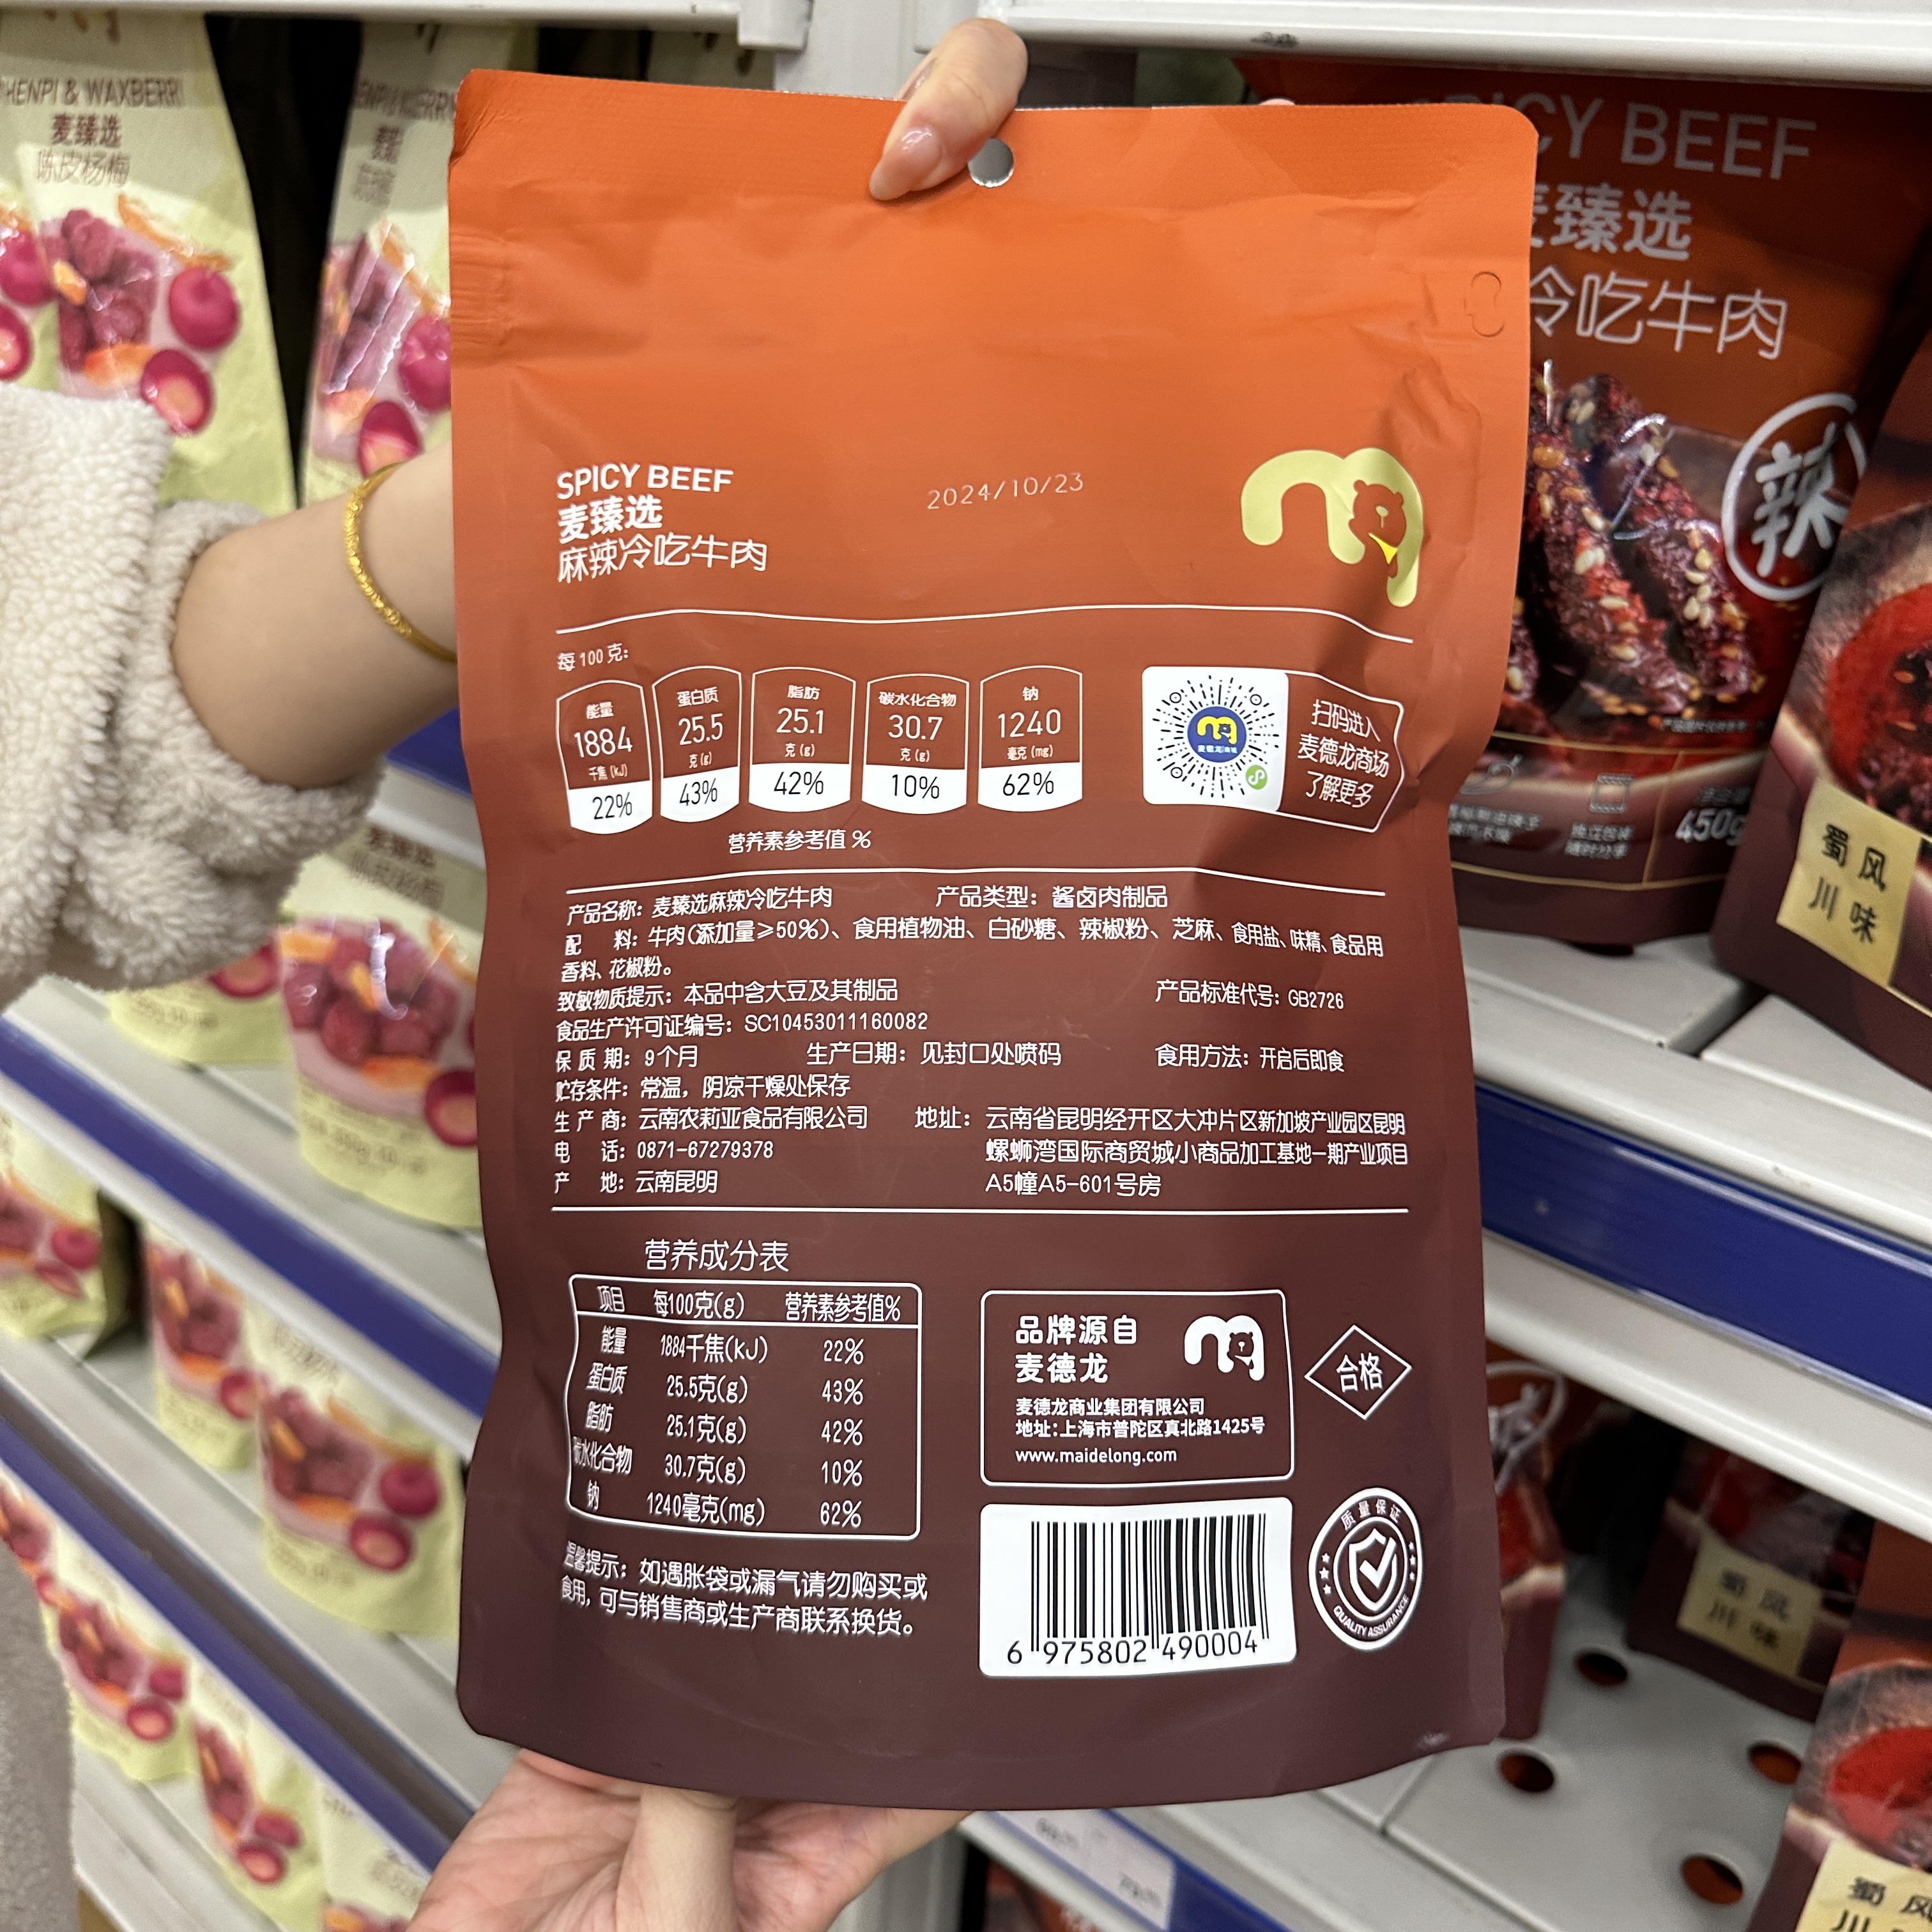 HENPI & WAXBERRI
麦臻选
陈皮杨梅
CY BEEF
臻选
冷吃牛肉
辣
450g
蜀风
川味
SPICY BEEF
麦臻选
麻辣冷吃牛肉
2024/10/23
每100克:
能量 蛋白质 脂肪 碳水化合物 钠
1884 25.5 25.1 30.7 1240
千焦(kJ) 克(g) 克(g) 克(g) 毫克(mg)
22% 43% 42% 10% 62%
营养素参考值 %
麦德龙商城
扫码进入
麦德龙商场
了解更多
产品名称: 麦臻选麻辣冷吃牛肉 产品类型: 酱卤肉制品
配 料: 牛肉(添加量≥50%)、食用植物油、白砂糖、辣椒粉、芝麻、食用盐、味精、食品用
香料、花椒粉。
致敏物质提示: 本品中含大豆及其制品 产品标准代号: GB2726
食品生产许可证编号: SC10453011160082
保 质 期: 9个月 生产日期: 见封口处喷码 食用方法: 开启后即食
贮存条件: 常温, 阴凉干燥处保存
生 产 商: 云南农莉亚食品有限公司 地址: 云南省昆明经开区大冲片区新加坡产业园区昆明
电 话: 0871-67279378 螺蛳湾国际商贸城小商品加工基地一期产业项目
产 地: 云南昆明 A5幢A5-601号房
营养成分表
项目 每100克(g) 营养素参考值%
能量 1884千焦(kJ) 22%
蛋白质 25.5克(g) 43%
脂肪 25.1克(g) 42%
碳水化合物 30.7克(g) 10%
钠 1240毫克(mg) 62%
温馨提示: 如遇胀袋或漏气请勿购买或
食用, 可与销售商或生产商联系换货。
品牌源自
麦德龙
麦德龙商业集团有限公司
地址:上海市普陀区真北路1425号
www.maidelong.com
合格
6 975802 490004
质量保证
QUALITY ASSURANCE
蜀风
川味
蜀风